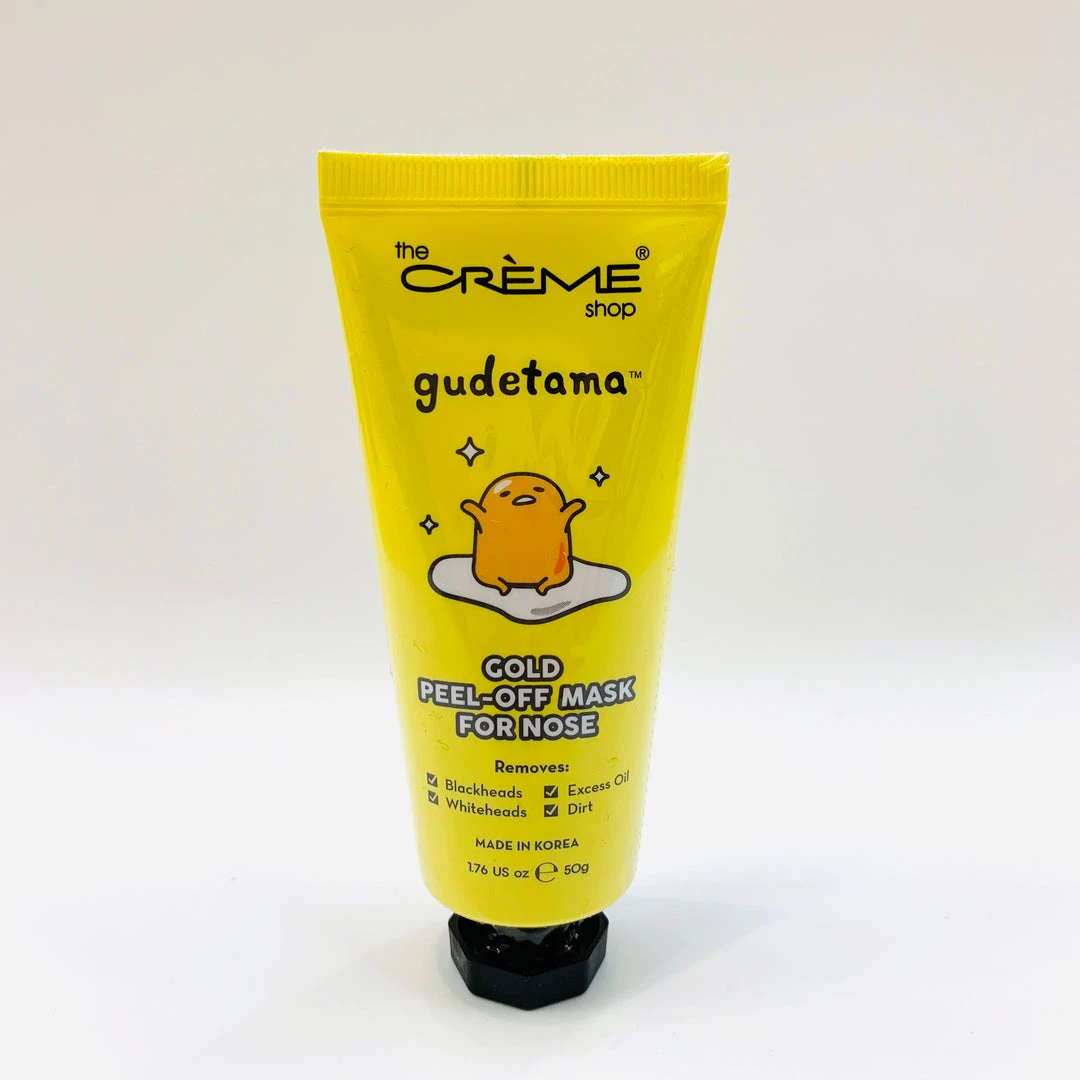 the
CRÈME®
shop
gudetama™
GOLD
PEEL-OFF MASK
FOR NOSE
Removes:
☑ Blackheads ☑ Excess Oil
☑ Whiteheads ☑ Dirt
MADE IN KOREA
1.76 US oz ℮ 50g